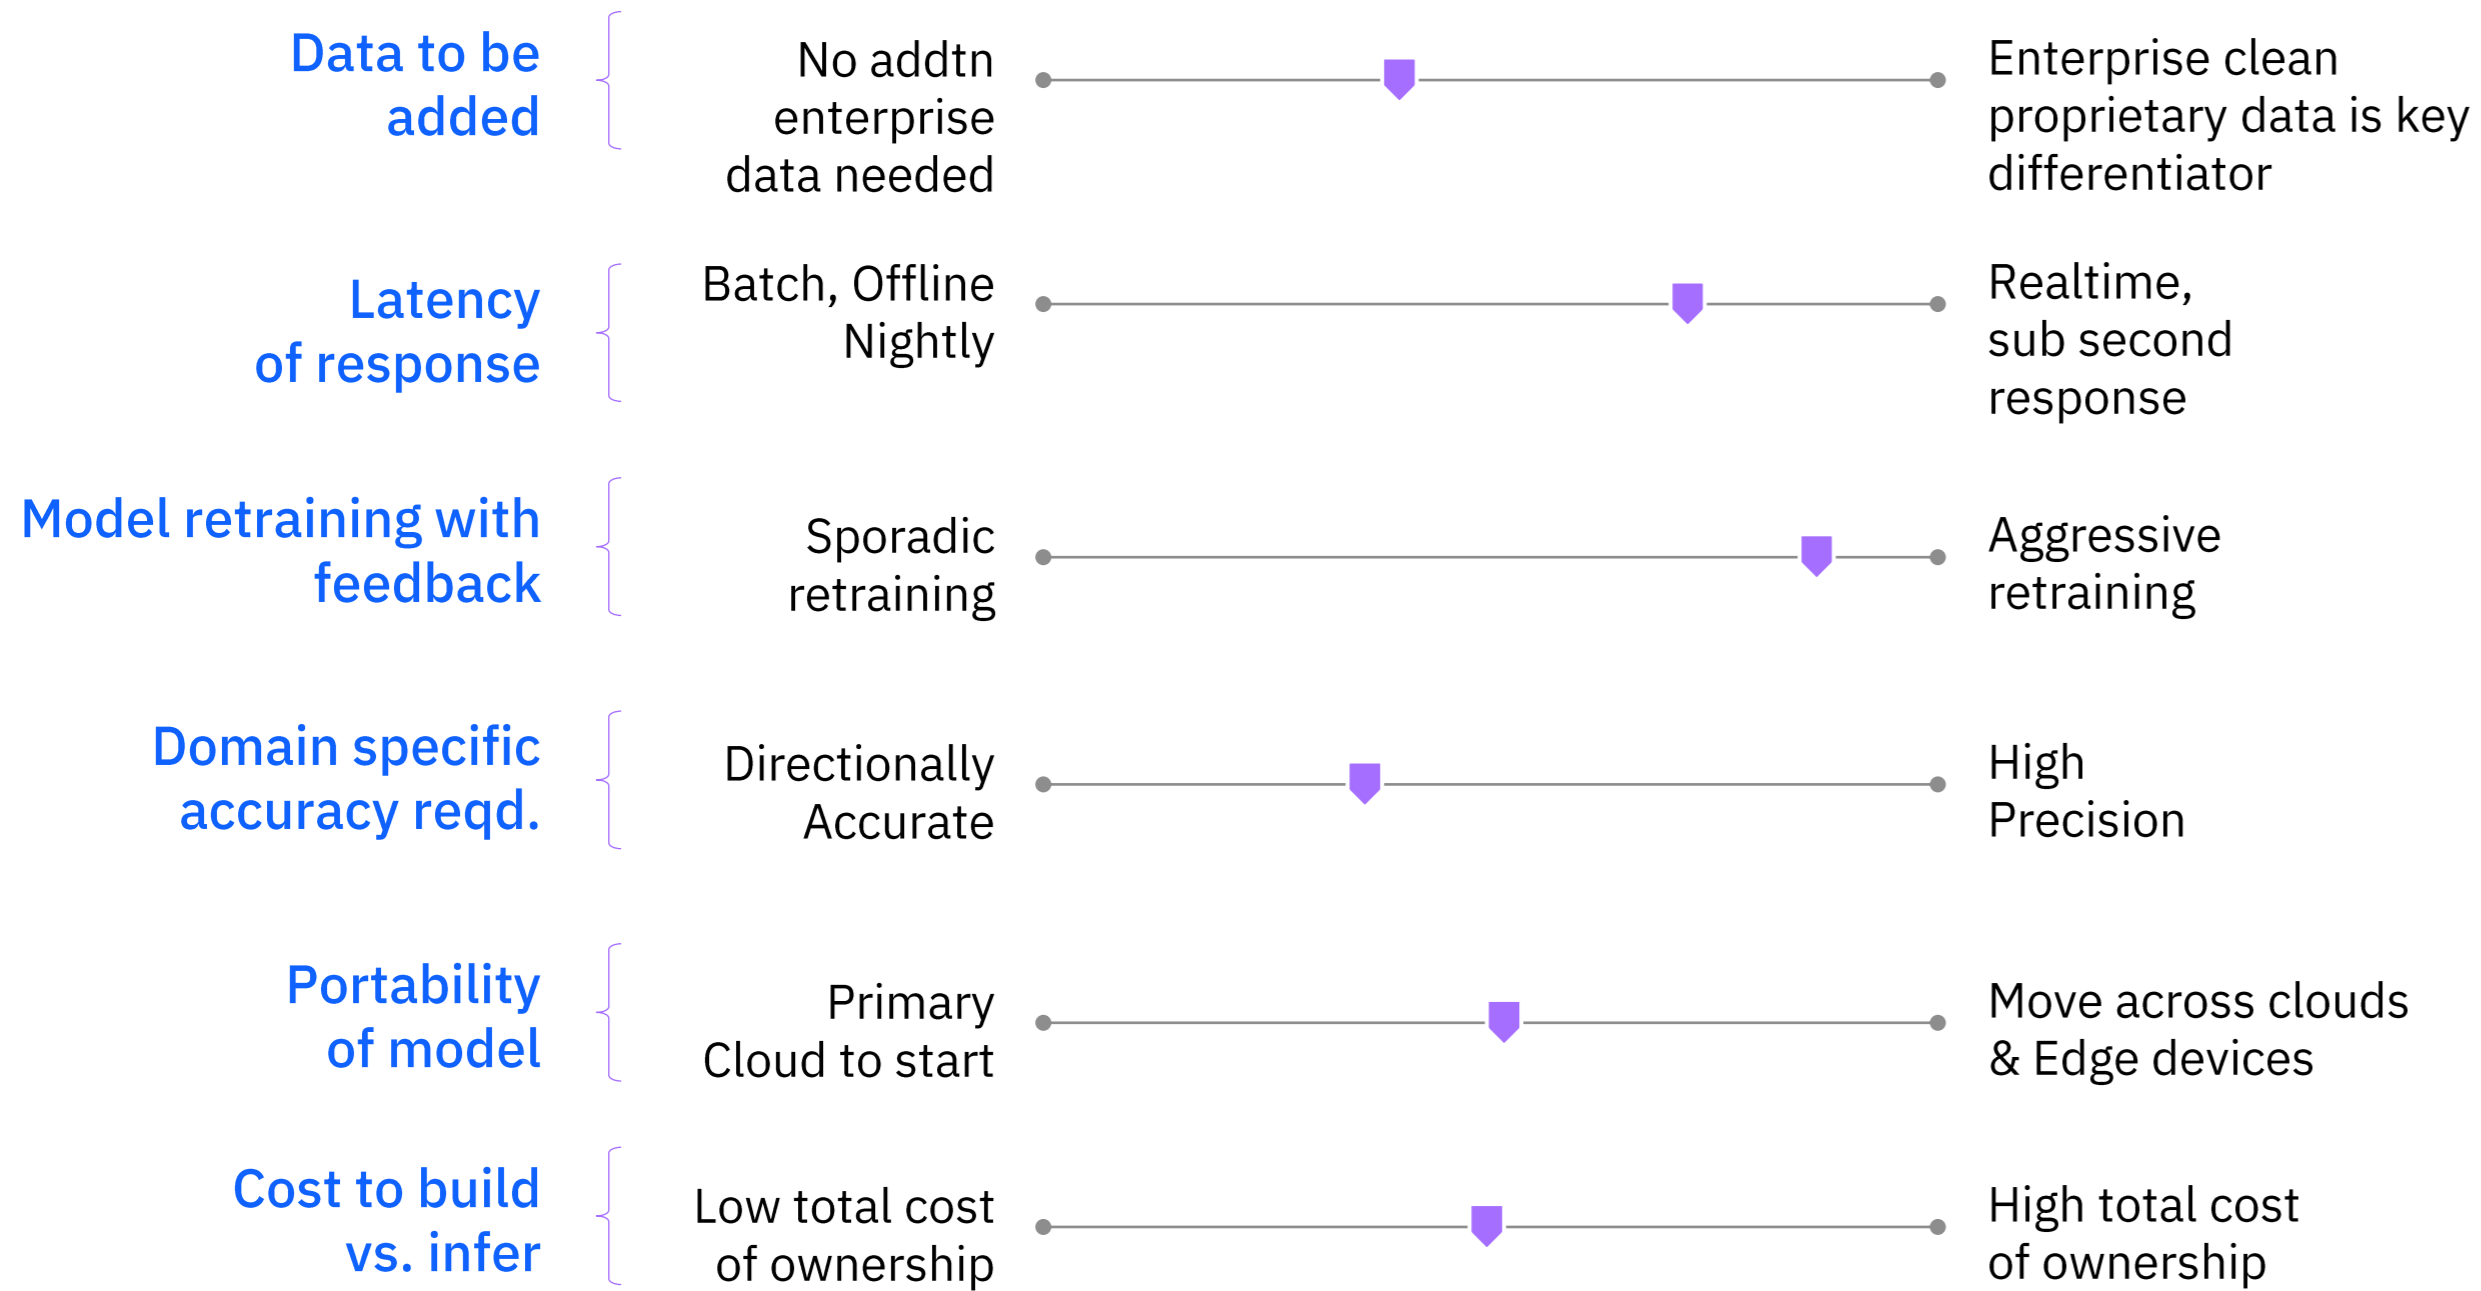 Data to be
added
No addtn
enterprise
data needed
Enterprise clean
proprietary data is key
differentiator
Latency
of response
Batch, Offline
Nightly
Realtime,
sub second
response
Model retraining with
feedback
Sporadic
retraining
Aggressive
retraining
Domain specific
accuracy reqd.
Directionally
Accurate
High
Precision
Portability
of model
Primary
Cloud to start
Move across clouds
& Edge devices
Cost to build
vs. infer
Low total cost
of ownership
High total cost
of ownership